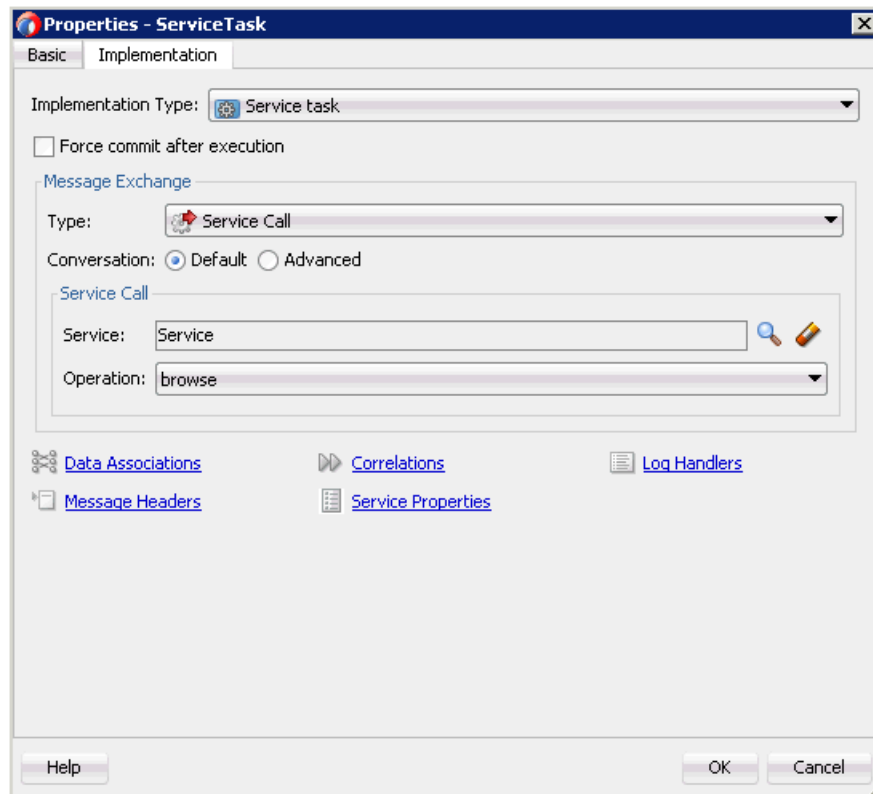 Properties - ServiceTask
Basic Implementation
Implementation Type: Service task
Force commit after execution
Message Exchange
Type: Service Call
Conversation: Default Advanced
Service Call
Service: Service
Operation: browse
Data Associations Correlations Log Handlers
Message Headers Service Properties
Help OK Cancel